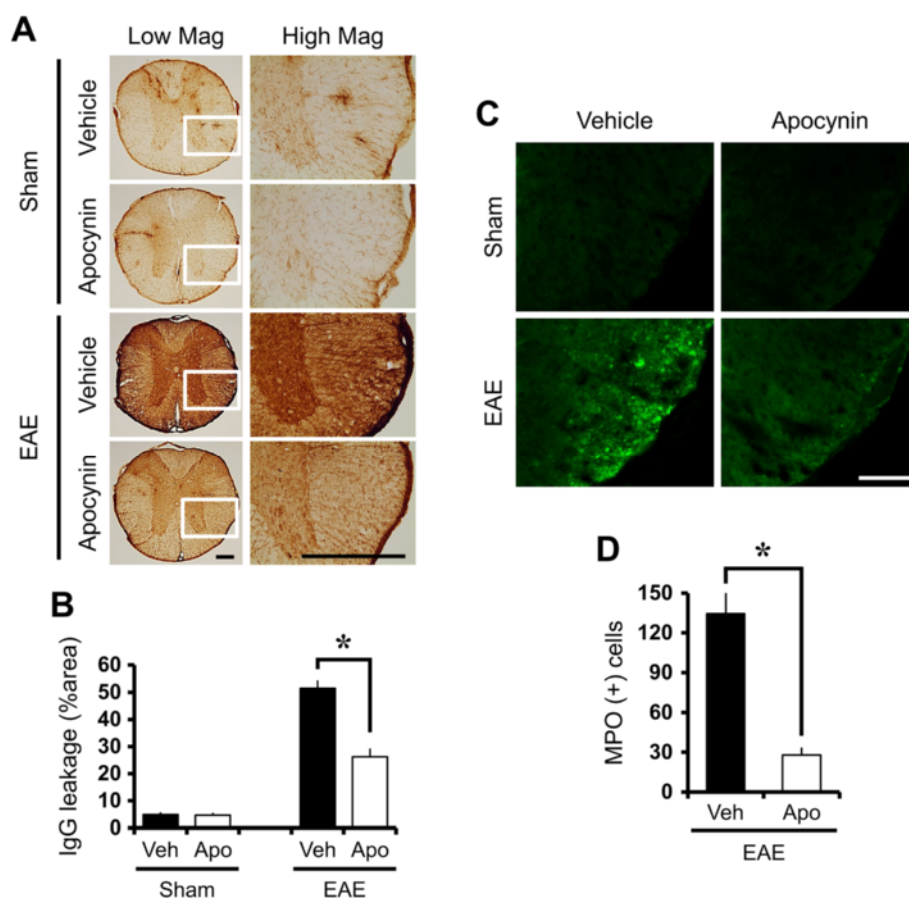 A
Low Mag High Mag
Sham
Vehicle
Apocynin
EAE
Vehicle
Apocynin
B
IgG leakage (%area)
60
50
40
30
20
10
0
*
Veh Apo Veh Apo
Sham EAE
C
Vehicle Apocynin
Sham
EAE
D
MPO (+) cells
150
120
90
60
30
0
*
Veh Apo
EAE